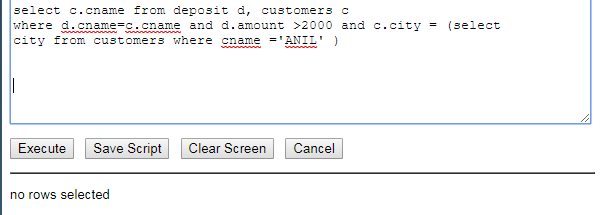 select c.cname from deposit d, customers c
where d.cname=c.cname and d.amount >2000 and c.city = (select
city from customers where cname ='ANIL' )
Execute Save Script Clear Screen Cancel
no rows selected